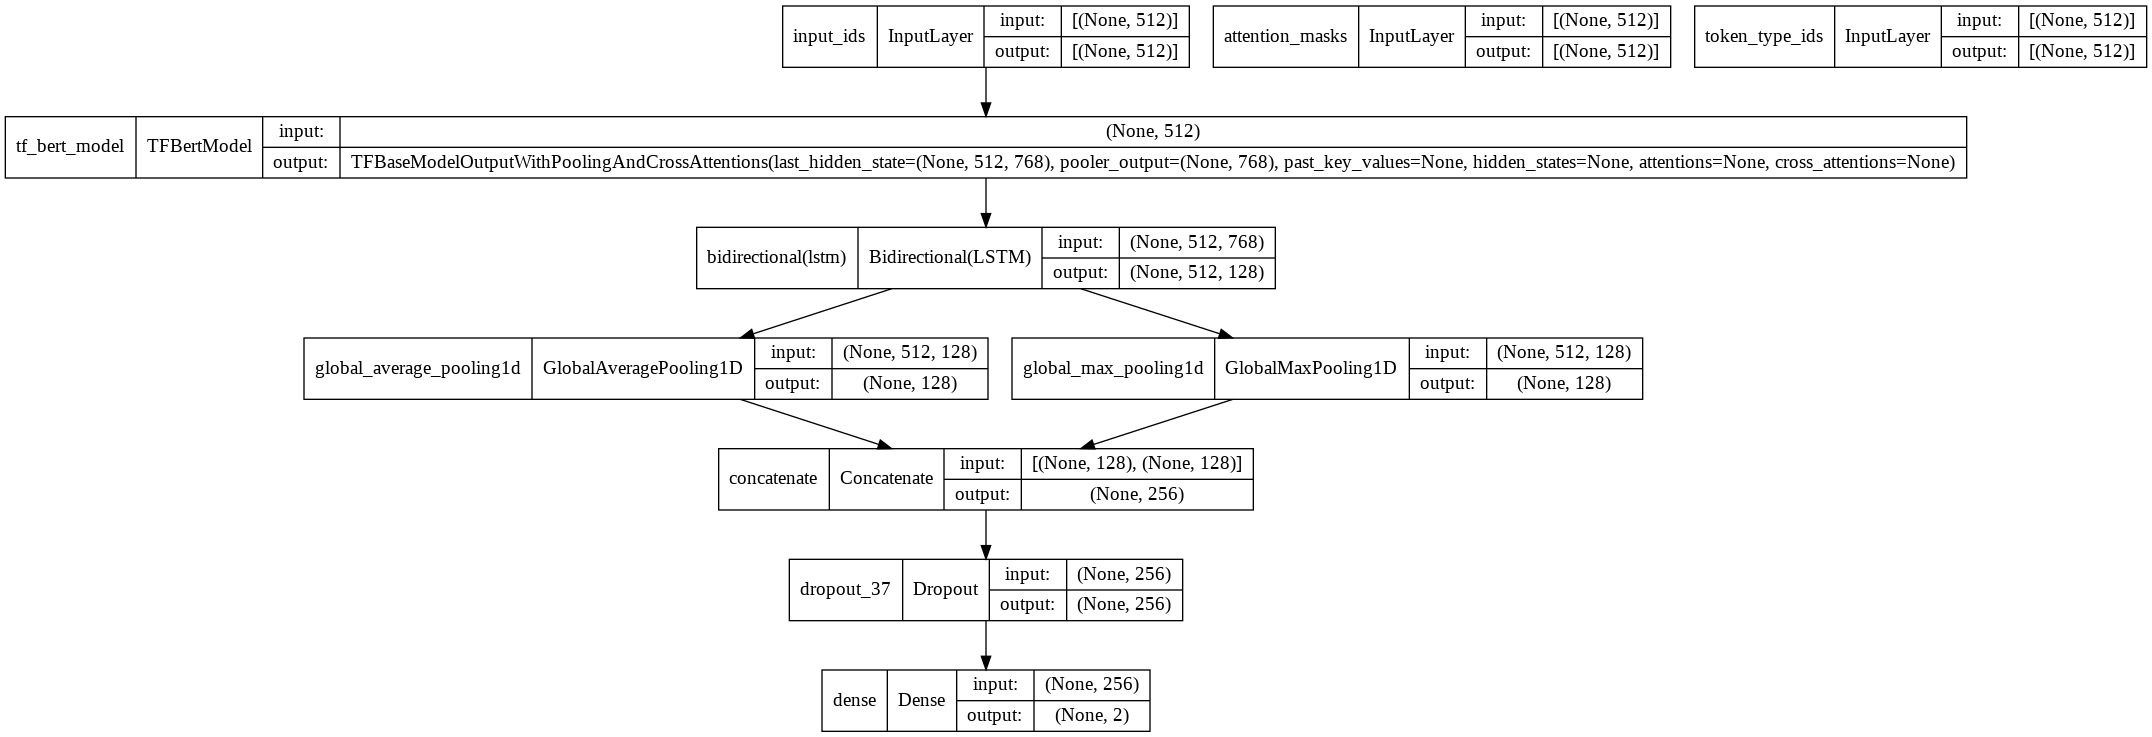 input_ids InputLayer input: [(None, 512)] output: [(None, 512)]
attention_masks InputLayer input: [(None, 512)] output: [(None, 512)]
token_type_ids InputLayer input: [(None, 512)] output: [(None, 512)]
tf_bert_model TFBertModel input: (None, 512)
output: TFBaseModelOutputWithPoolingAndCrossAttentions(last_hidden_state=(None, 512, 768), pooler_output=(None, 768), past_key_values=None, hidden_states=None, attentions=None, cross_attentions=None)
bidirectional(lstm) Bidirectional(LSTM) input: (None, 512, 768)
output: (None, 512, 128)
global_average_pooling1d GlobalAveragePooling1D input: (None, 512, 128)
output: (None, 128)
global_max_pooling1d GlobalMaxPooling1D input: (None, 512, 128)
output: (None, 128)
concatenate Concatenate input: [(None, 128), (None, 128)]
output: (None, 256)
dropout_37 Dropout input: (None, 256)
output: (None, 256)
dense Dense input: (None, 256)
output: (None, 2)